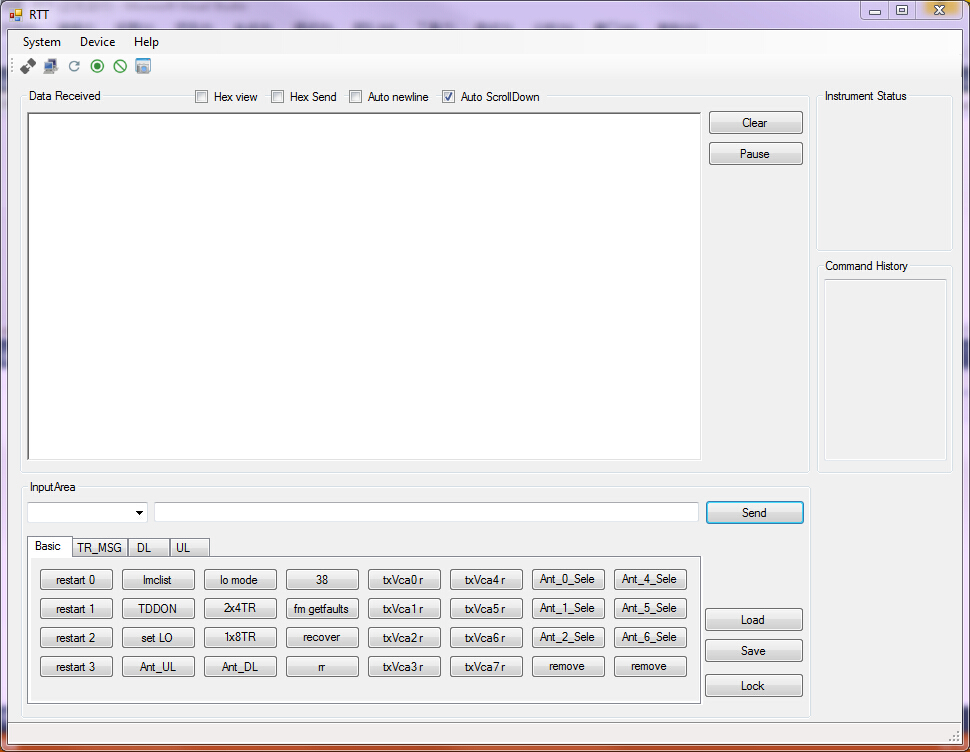 RTT
System Device Help
Data Received Hex view Hex Send Auto newline Auto ScrollDown Instrument Status
Clear
Pause
Command History
InputArea
Send
Basic TR_MSG DL UL
restart 0 lmclist lo mode 38 txVca0 r txVca4 r Ant_0_Sele Ant_4_Sele
restart 1 TDDON 2x4TR fm getfaults txVca1 r txVca5 r Ant_1_Sele Ant_5_Sele
restart 2 set LO 1x8TR recover txVca2 r txVca6 r Ant_2_Sele Ant_6_Sele
restart 3 Ant_UL Ant_DL rr txVca3 r txVca7 r remove remove
Load
Save
Lock